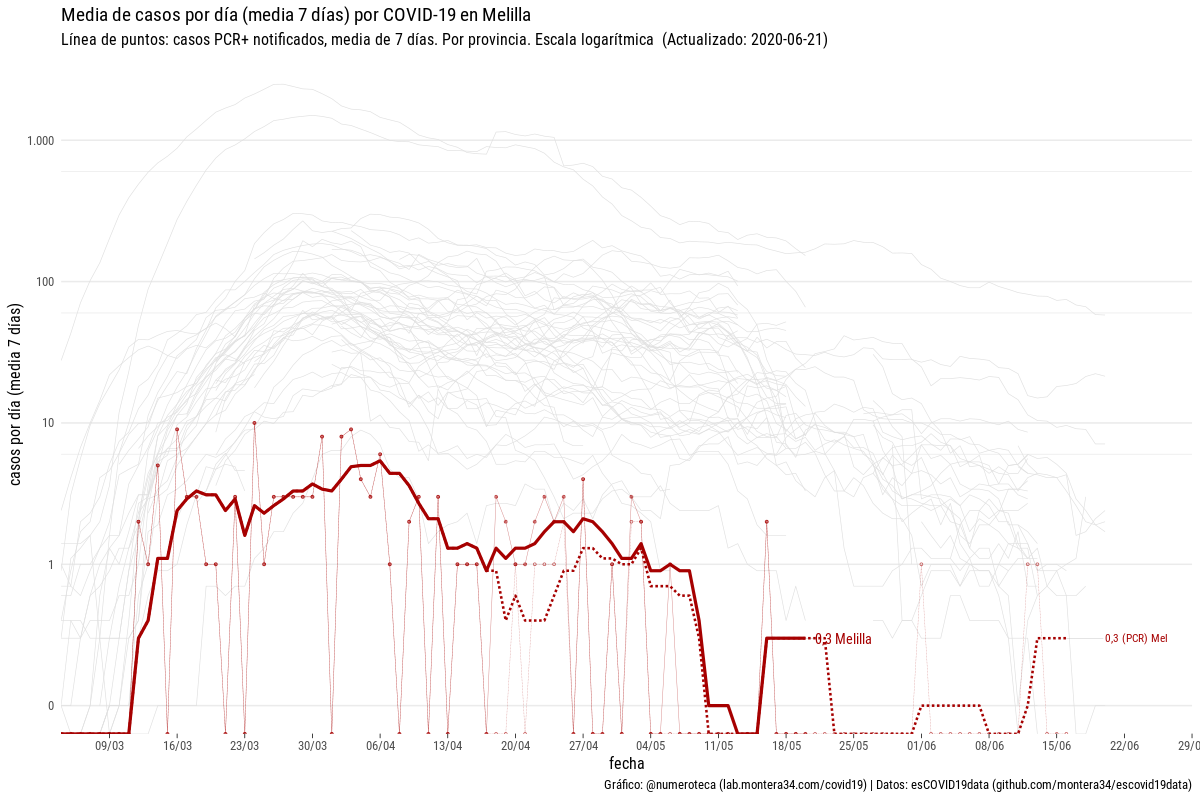 Media de casos por día (media 7 días) por COVID-19 en Melilla
Línea de puntos: casos PCR+ notificados, media de 7 días. Por provincia. Escala logarítmica (Actualizado: 2020-06-21)
casos por día (media 7 días)
1.000
100
10
1
0
0,3 Melilla
0,3 (PCR) Mel
09/03 16/03 23/03 30/03 06/04 13/04 20/04 27/04 04/05 11/05 18/05 25/05 01/06 08/06 15/06 22/06 29/0
fecha
Gráfico: @numeroteca (lab.montera34.com/covid19) | Datos: esCOVID19data (github.com/montera34/escovid19data)